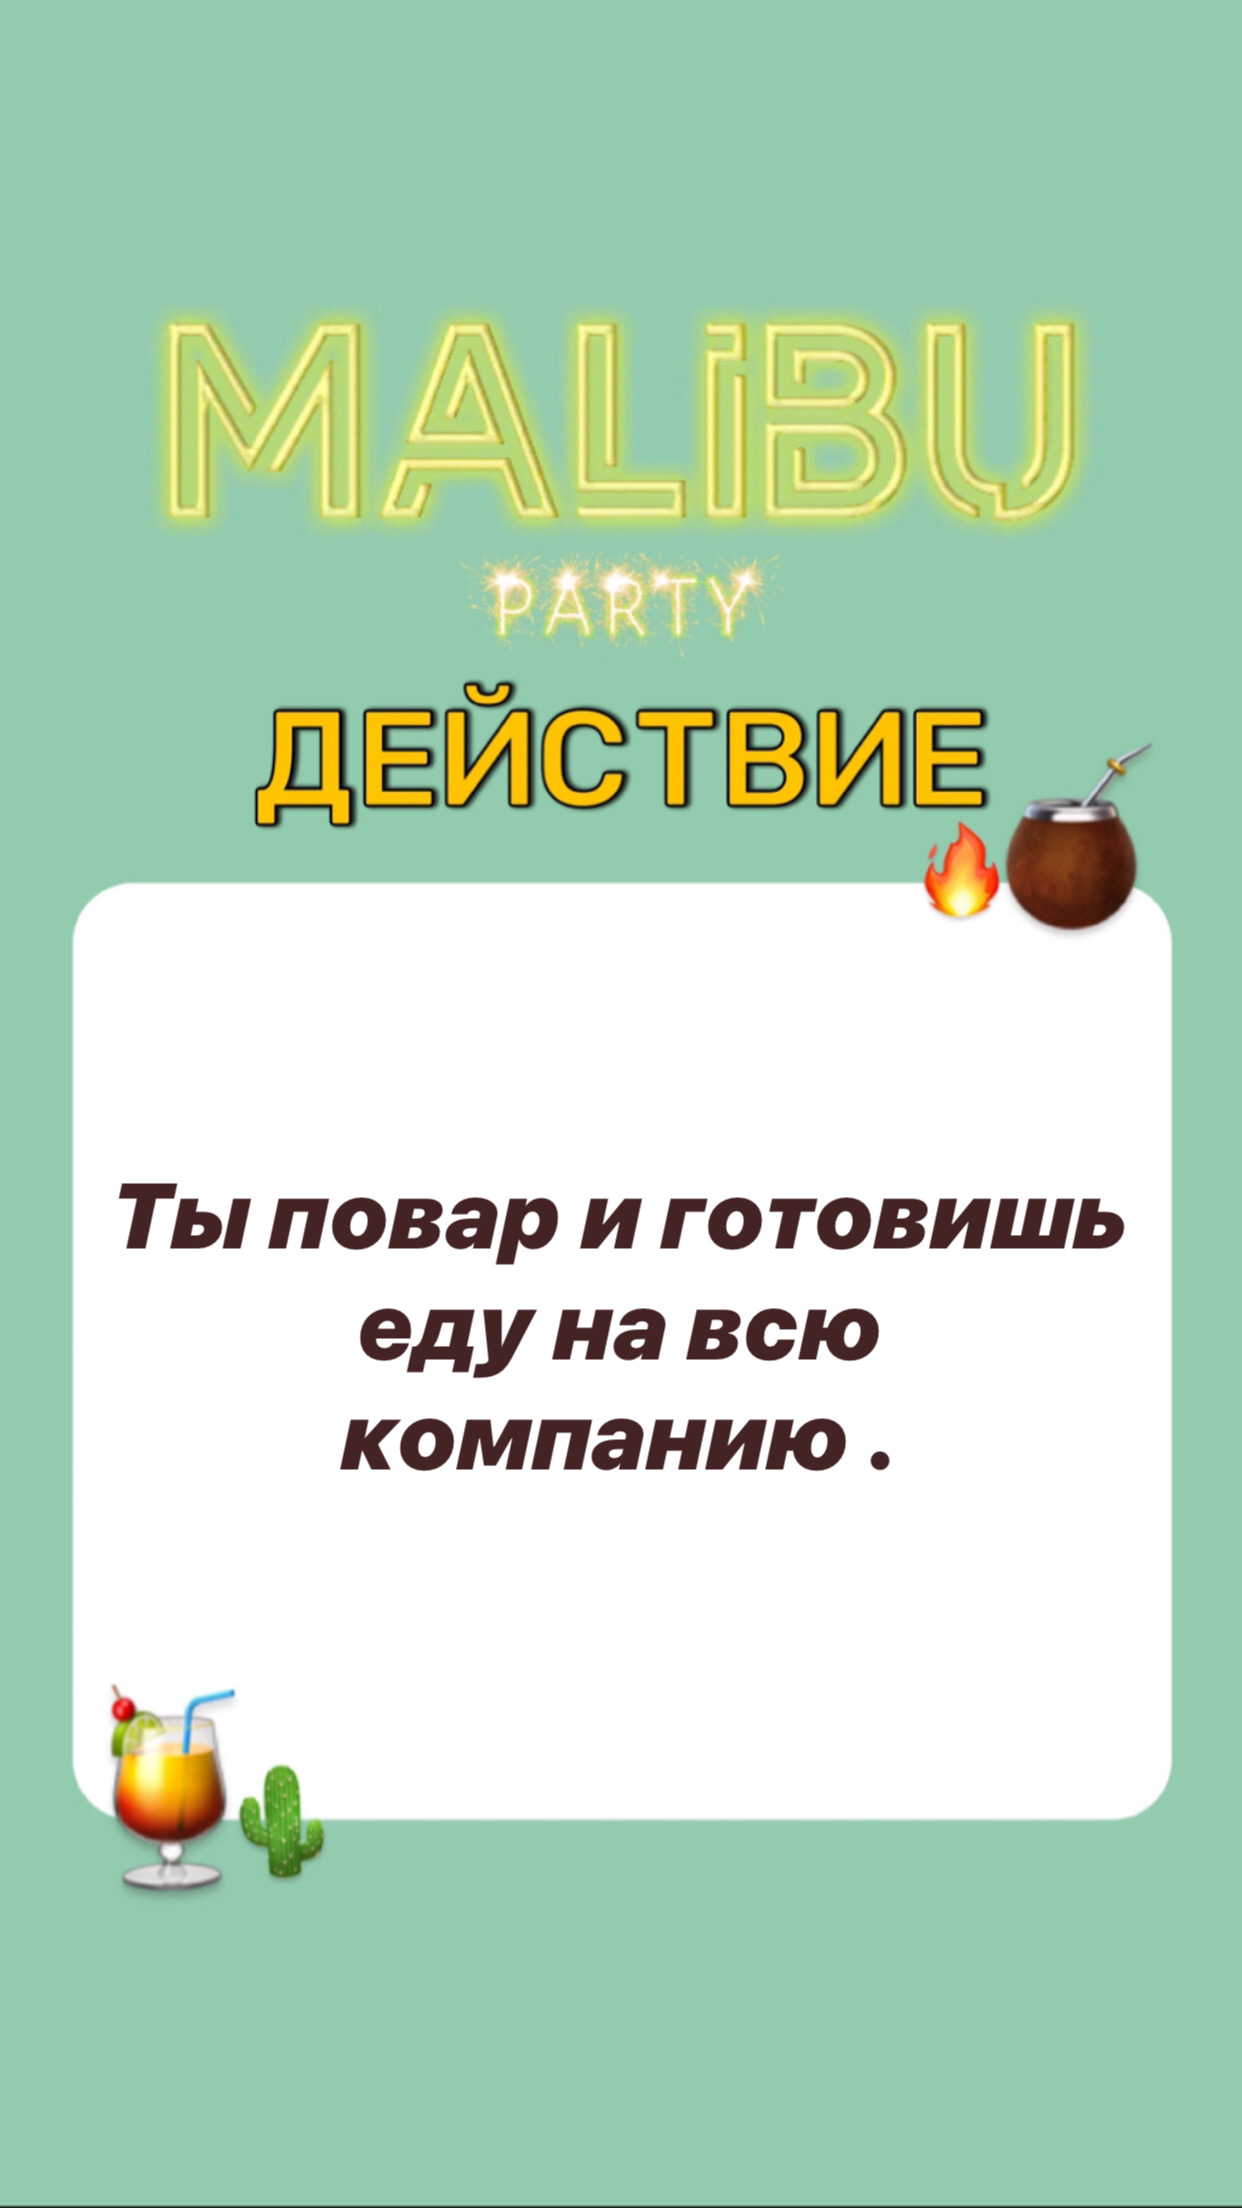 MALiBU
PARTY
ДЕЙСТВИЕ
Ты повар и готовишь
еду на всю
компанию .